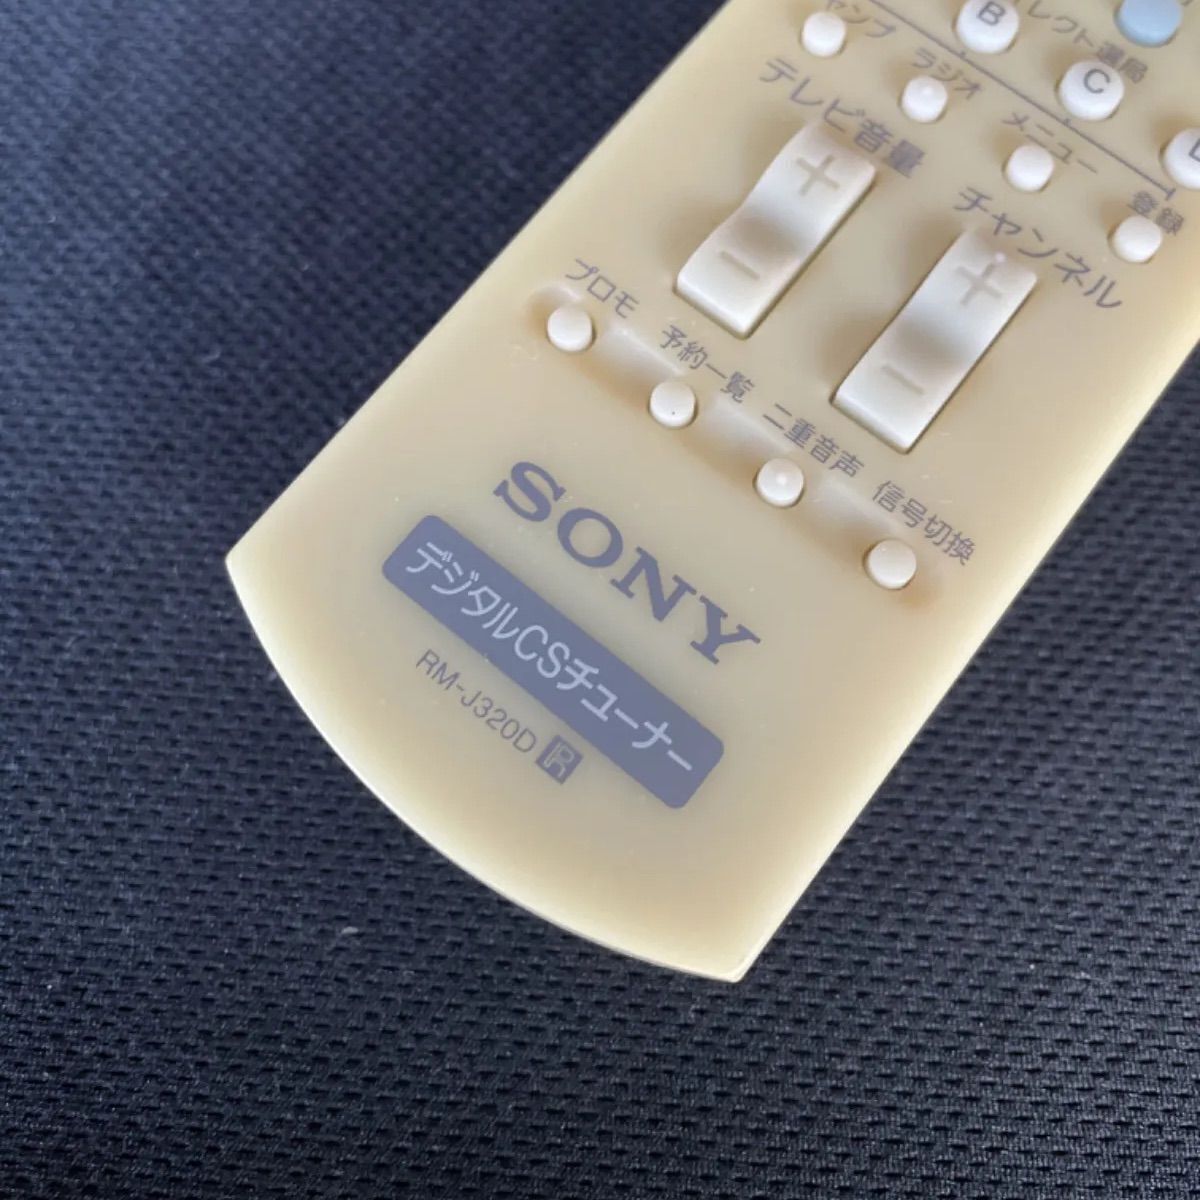 B
C
ラジオ
メニュー
登録
テレビ音量
チャンネル
+
−
+
−
プロモ
予約一覧
二重音声
信号切換
SONY
デジタルCSチューナー
RM-J320D R